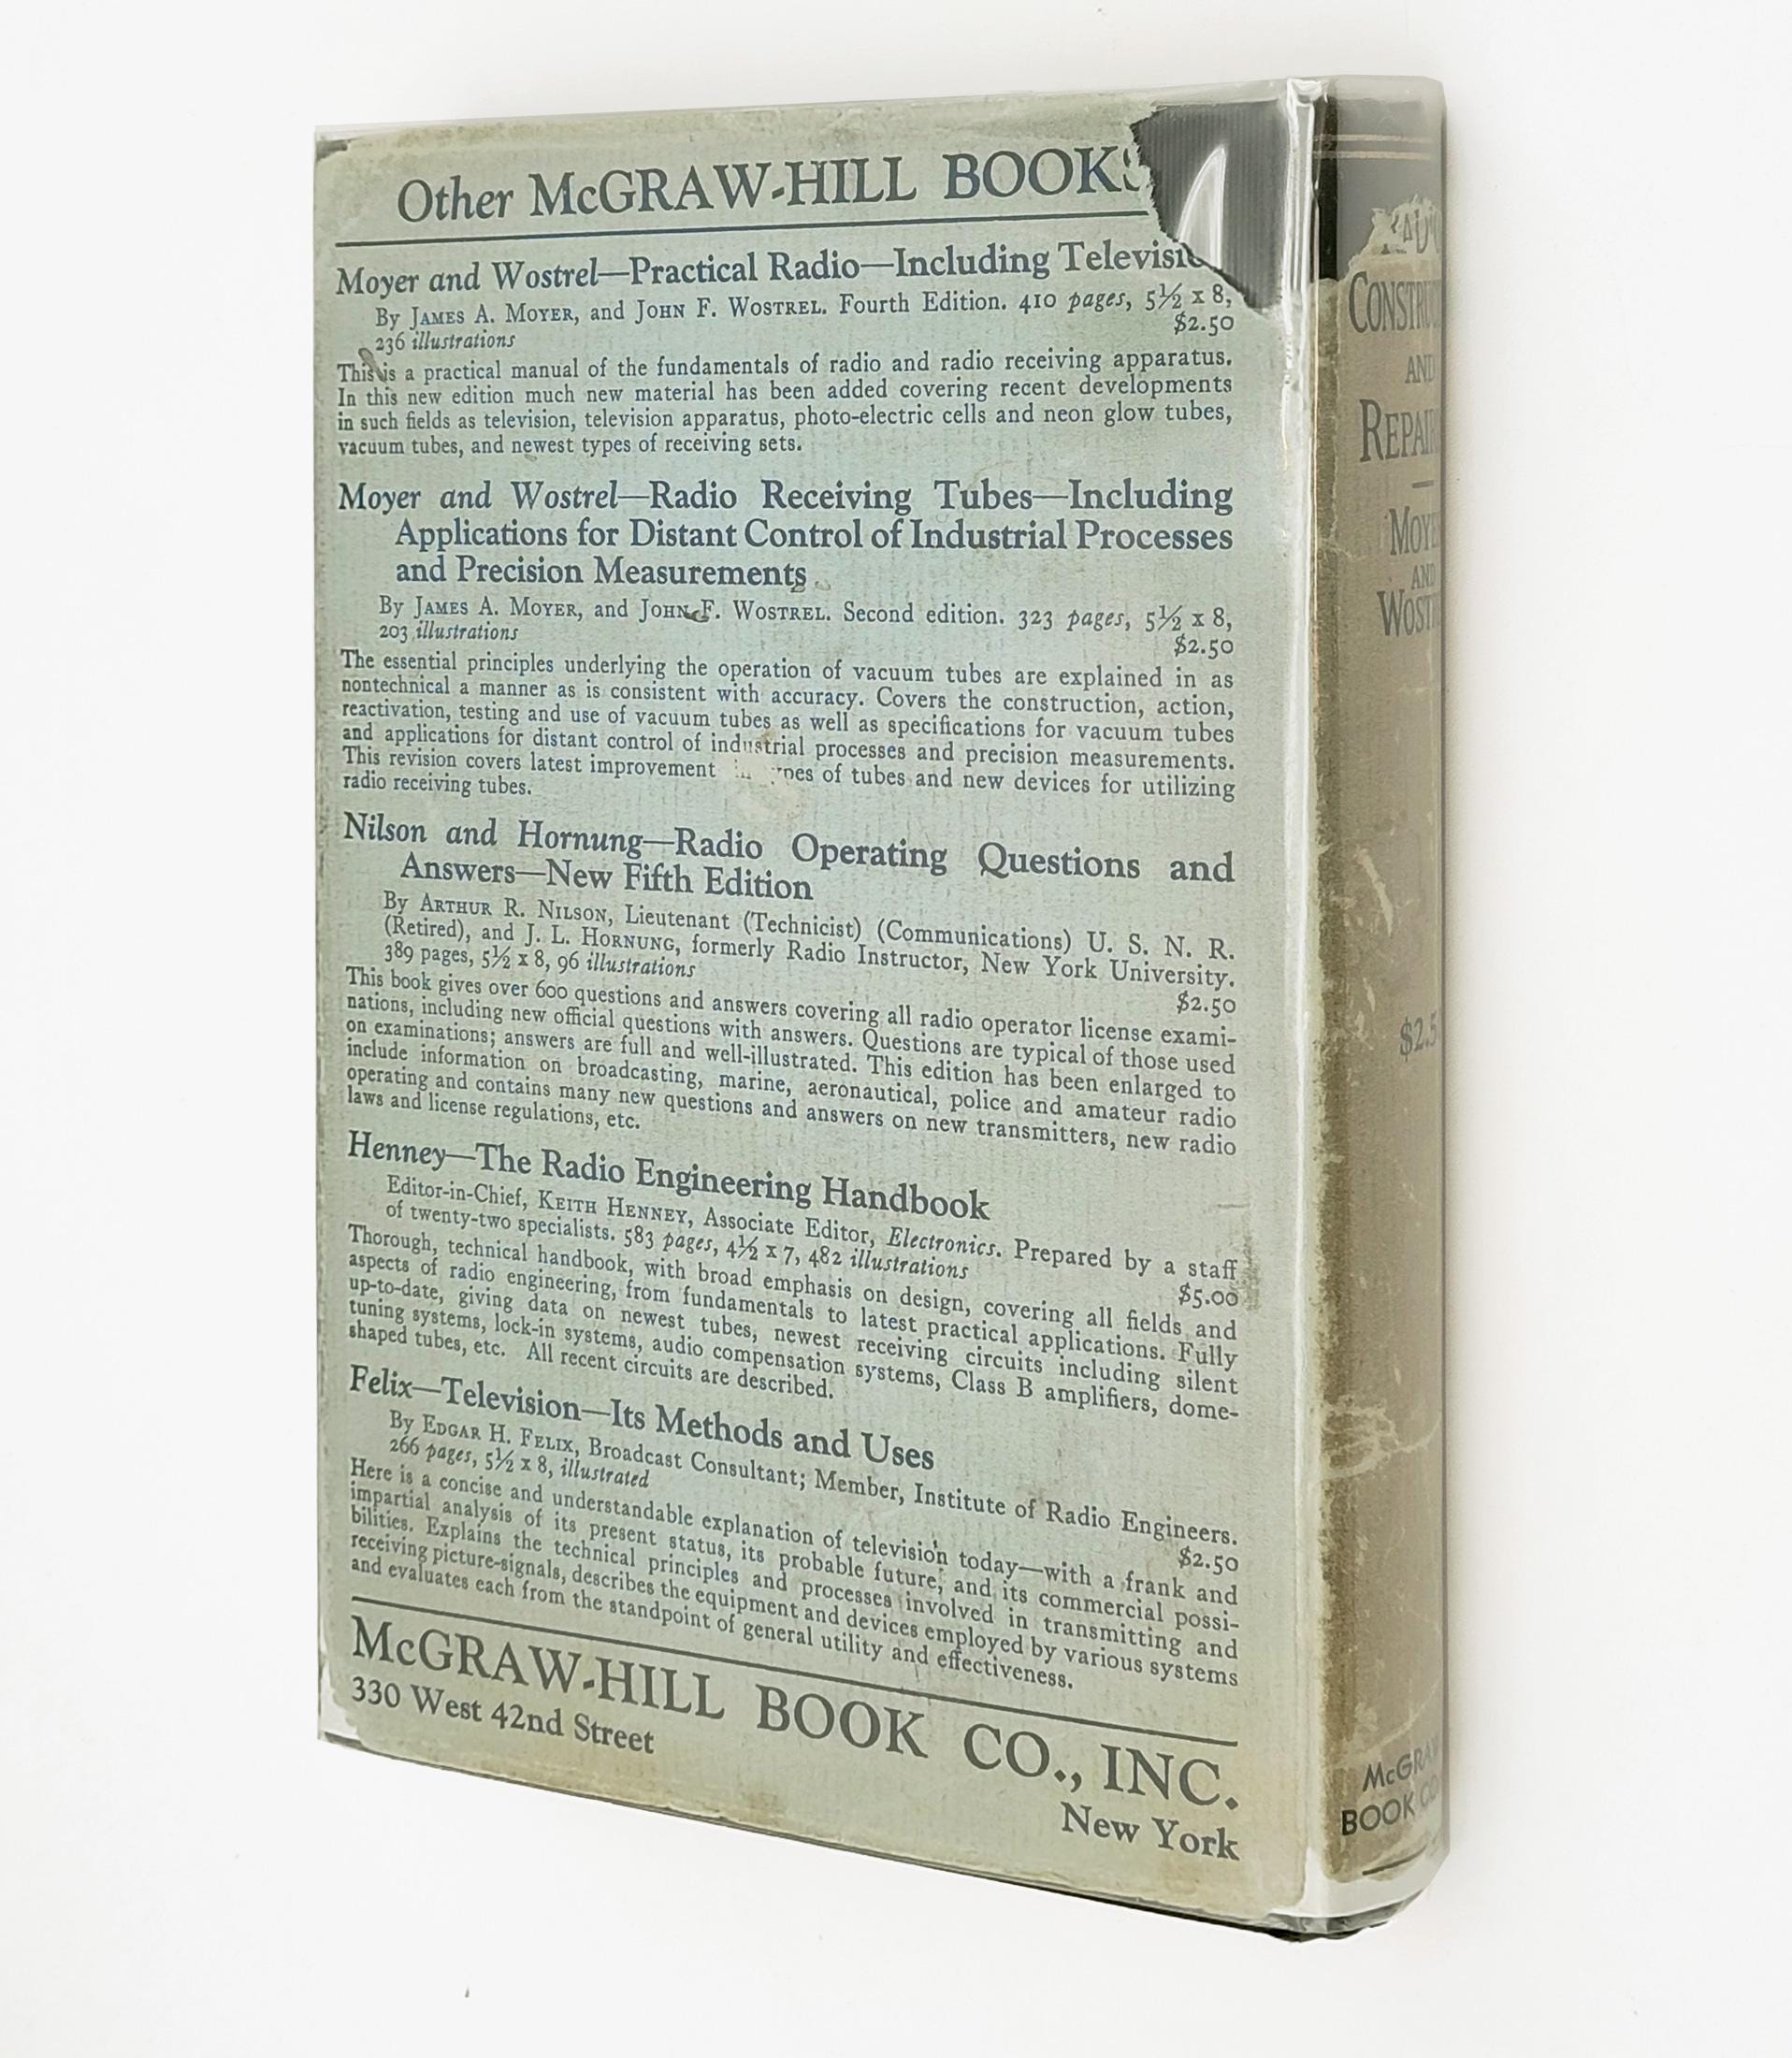 Other McGRAW-HILL BOOKS
Moyer and Wostrel—Practical Radio—Including
By JAMES A. MOYER, and JOHN F. WOSTREL. Fourth Edition. 410 pages, 5½ x 8,
236 illustrations $2.50
This is a practical manual of the fundamentals of radio and radio receiving apparatus.
In this new edition much new material has been added covering recent developments
in such fields as television, television apparatus, photo-electric cells and neon glow tubes,
vacuum tubes, and newest types of receiving sets.
Moyer and Wostrel—Radio Receiving Tubes—Including
Applications for Distant Control of Industrial Processes
and Precision Measurements
By JAMES A. MOYER, and JOHN F. WOSTREL. Second edition. 323 pages, 5½ x 8,
203 illustrations $2.50
The essential principles underlying the operation of vacuum tubes are explained in as
nontechnical a manner as is consistent with accuracy. Covers the construction, action,
reactivation, testing and use of vacuum tubes as well as specifications for vacuum tubes
and applications for distant control of industrial processes and precision measurements.
This revision covers latest improvement of tubes and new devices for utilizing
radio receiving tubes.
Nilson and Hornung—Radio Operating Questions and
Answers—New Fifth Edition
By ARTHUR R. NILSON, Lieutenant (Technicist) (Communications) U. S. N. R.
(Retired), and J. L. HORNUNG, formerly Radio Instructor, New York University.
389 pages, 5½ x 8, 96 illustrations $2.50
This book gives over 600 questions and answers covering all radio operator license exami-
nations, including new official questions with answers. Questions are typical of those used
on examinations; answers are full and well-illustrated. This edition has been enlarged to
include information on broadcasting, marine, aeronautical, police and amateur radio
operating and contains many new questions and answers on new transmitters, new radio
laws and license regulations, etc.
Henney—The Radio Engineering Handbook
Editor-in-Chief, KEITH HENNEY, Associate Editor, Electronics. Prepared by a staff
of twenty-two specialists. 583 pages, 4½ x 7, 482 illustrations $5.00
Thorough, technical handbook, with broad emphasis on design, covering all fields and
aspects of radio engineering, from fundamentals to latest practical applications. Fully
up-to-date, giving data on newest tubes, newest receiving circuits including silent
tuning systems, lock-in systems, audio compensation systems, Class B amplifiers, dome-
shaped tubes, etc. All recent circuits are described.
Felix—Television—Its Methods and Uses
By EDGAR H. FELIX, Broadcast Consultant; Member, Institute of Radio Engineers.
266 pages, 5½ x 8, illustrated $2.50
Here is a concise and understandable explanation of television today—with a frank and
impartial analysis of its present status, its probable future, and its commercial possi-
bilities. Explains the technical principles and processes involved in transmitting and
receiving picture-signals, describes the equipment and devices employed by various systems
and evaluates each from the standpoint of general utility and effectiveness.
McGRAW-HILL BOOK CO., INC.
330 West 42nd Street
New York
AND
AND
BOOK